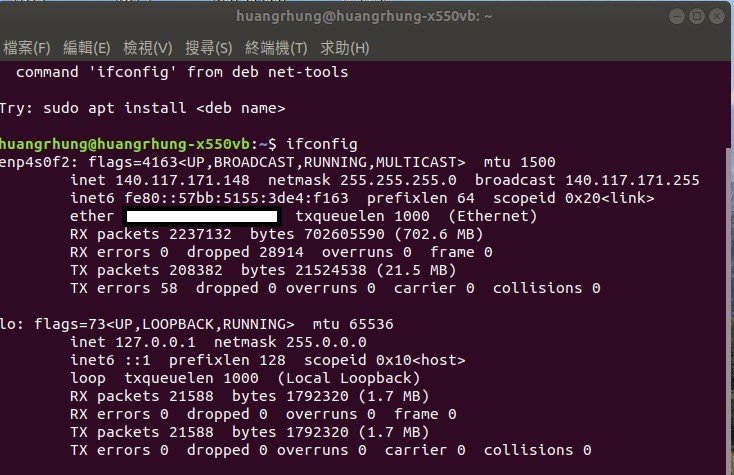 huangrhung@huangrhung-x550vb: ~
檔案(F) 編輯(E) 檢視(V) 搜尋(S) 終端機(T) 求助(H)
command 'ifconfig' from deb net-tools
Try: sudo apt install <deb name>
huangrhung@huangrhung-x550vb:~$ ifconfig
enp4s0f2: flags=4163<UP,BROADCAST,RUNNING,MULTICAST>  mtu 1500
inet 140.117.171.148  netmask 255.255.255.0  broadcast 140.117.171.255
inet6 fe80::57bb:5155:3de4:f163  prefixlen 64  scopeid 0x20<link>
ether  txqueuelen 1000  (Ethernet)
RX packets 2237132  bytes 702605590 (702.6 MB)
RX errors 0  dropped 28914  overruns 0  frame 0
TX packets 208382  bytes 21524538 (21.5 MB)
TX errors 58  dropped 0 overruns 0  carrier 0  collisions 0
lo: flags=73<UP,LOOPBACK,RUNNING>  mtu 65536
inet 127.0.0.1  netmask 255.0.0.0
inet6 ::1  prefixlen 128  scopeid 0x10<host>
loop  txqueuelen 1000  (Local Loopback)
RX packets 21588  bytes 1792320 (1.7 MB)
RX errors 0  dropped 0  overruns 0  frame 0
TX packets 21588  bytes 1792320 (1.7 MB)
TX errors 0  dropped 0 overruns 0  carrier 0  collisions 0